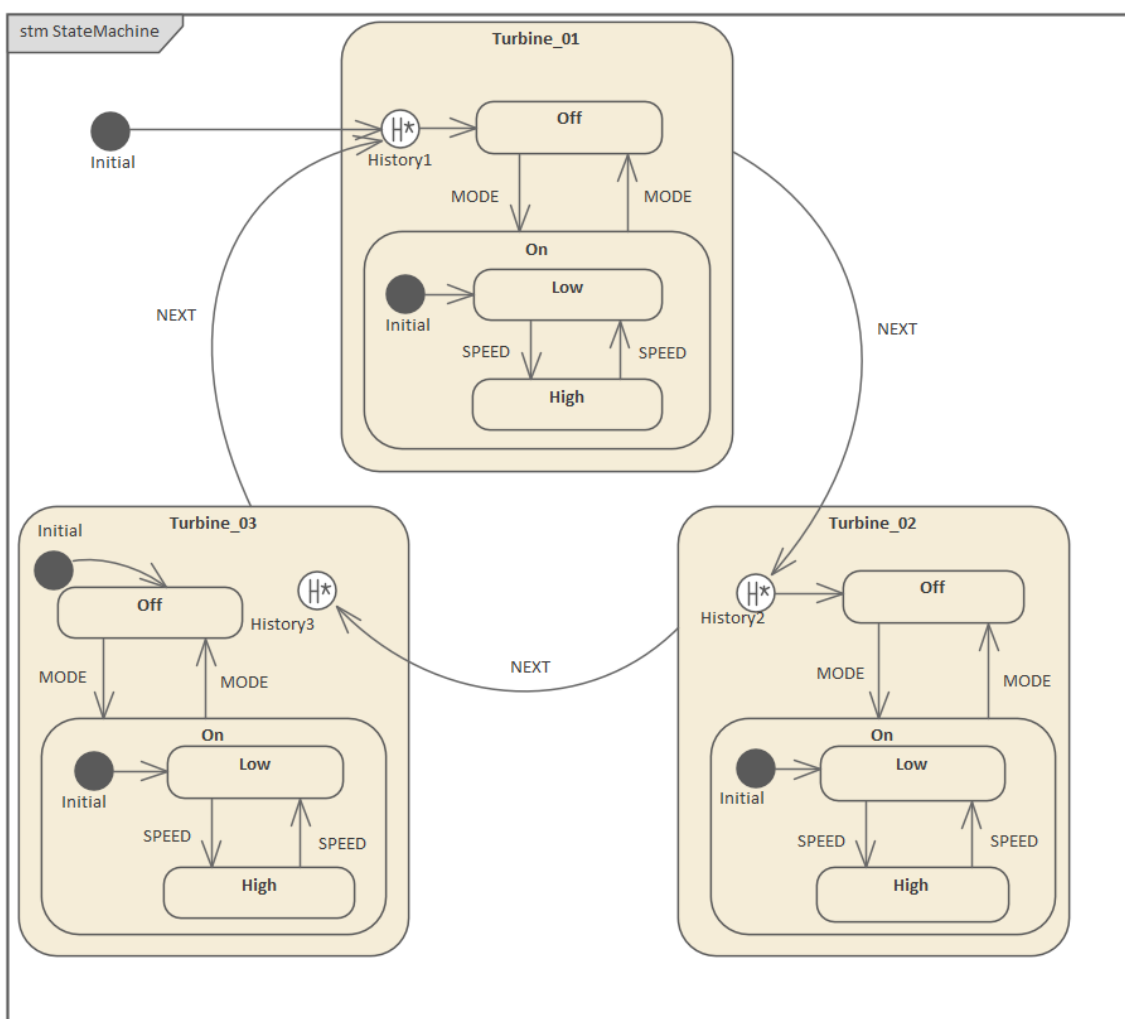 stm StateMachine
Turbine_01
Initial
H*
History1
Off
MODE
MODE
On
Initial
Low
SPEED
SPEED
High
NEXT
NEXT
Turbine_03
Initial
Off
H*
History3
MODE
MODE
On
Initial
Low
SPEED
SPEED
High
NEXT
Turbine_02
H*
History2
Off
MODE
MODE
On
Initial
Low
SPEED
SPEED
High